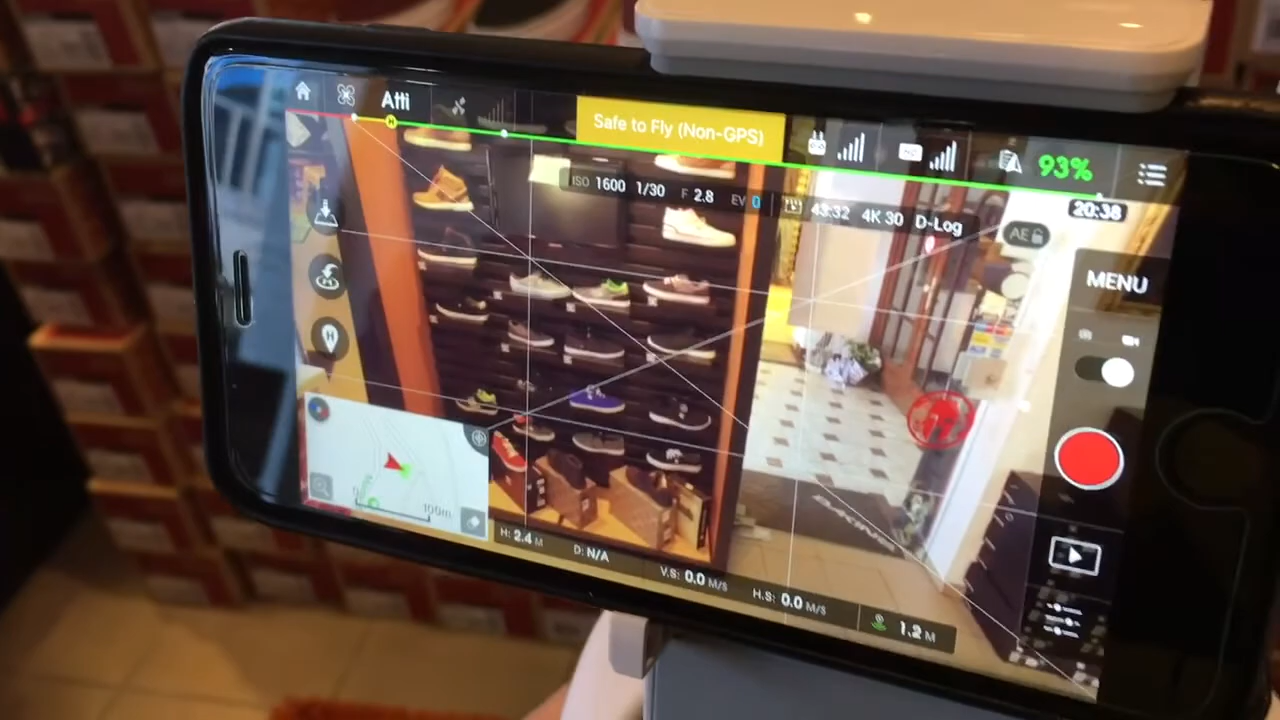 Atti
Safe to Fly (Non-GPS)
93%
20:38
ISO 1600 1/30 F 2.8 EV 0
43:32 4K 30 D-Log
AE
MENU
H
H
100m
H: 2.4 M D: N/A V.S: 0.0 M/S H.S: 0.0 M/S 1.2 M
DAKINE